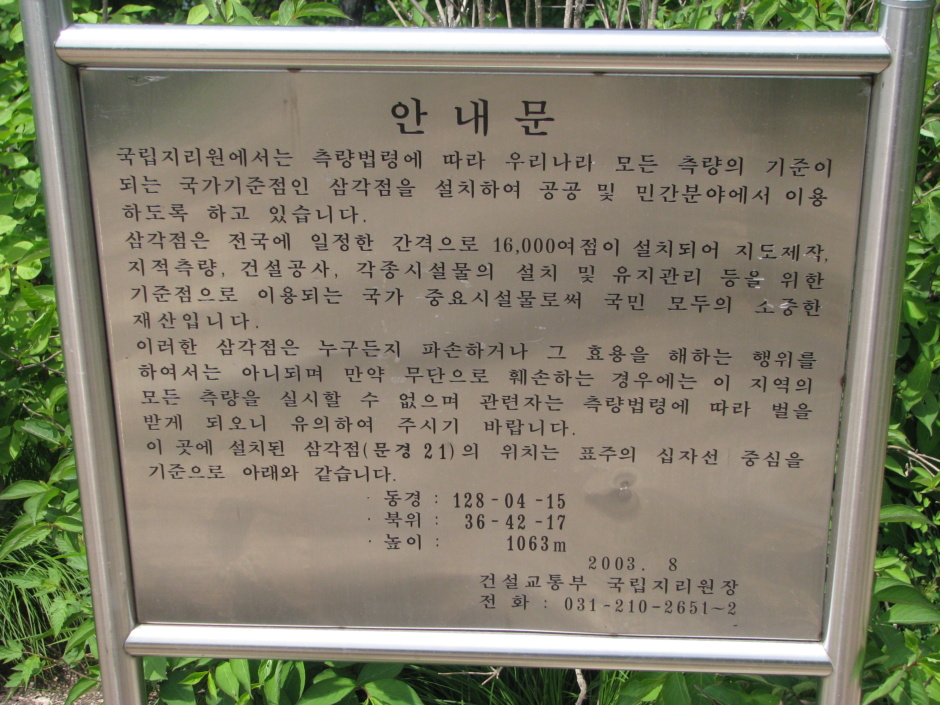 안내문
국립지리원에서는 측량법령에 따라 우리나라 모든 측량의 기준이
되는 국가기준점인 삼각점을 설치하여 공공 및 민간분야에서 이용
하도록 하고 있습니다.
삼각점은 전국에 일정한 간격으로 16,000여점이 설치되어 지도제작,
지적측량, 건설공사, 각종시설물의 설치 및 유지관리 등을 위한
기준점으로 이용되는 국가 중요시설물로써 국민 모두의 소중한
재산입니다.
이러한 삼각점은 누구든지 파손하거나 그 효용을 해하는 행위를
하여서는 아니되며 만약 무단으로 훼손하는 경우에는 이 지역의
모든 측량을 실시할 수 없으며 관련자는 측량법령에 따라 벌을
받게 되오니 유의하여 주시기 바랍니다.
이 곳에 설치된 삼각점(문경 21)의 위치는 표주의 십자선 중심을
기준으로 아래와 같습니다.
· 동경 : 128-04-15
· 북위 : 36-42-17
· 높이 : 1063m
2003. 8
건설교통부 국립지리원장
전 화 : 031-210-2651~2